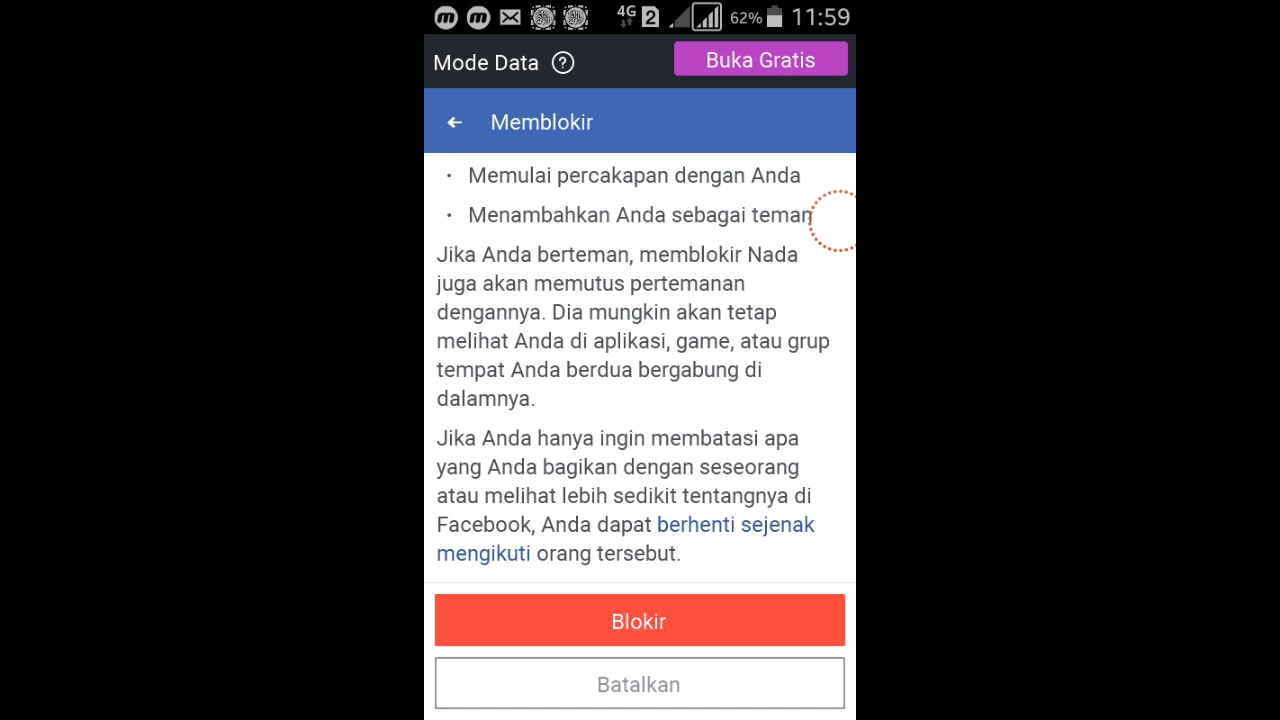 4G 2 62% 11:59
Mode Data ? Buka Gratis
← Memblokir
· Memulai percakapan dengan Anda
· Menambahkan Anda sebagai teman
Jika Anda berteman, memblokir Nada
juga akan memutus pertemanan
dengannya. Dia mungkin akan tetap
melihat Anda di aplikasi, game, atau grup
tempat Anda berdua bergabung di
dalamnya.
Jika Anda hanya ingin membatasi apa
yang Anda bagikan dengan seseorang
atau melihat lebih sedikit tentangnya di
Facebook, Anda dapat berhenti sejenak
mengikuti orang tersebut.
Blokir
Batalkan